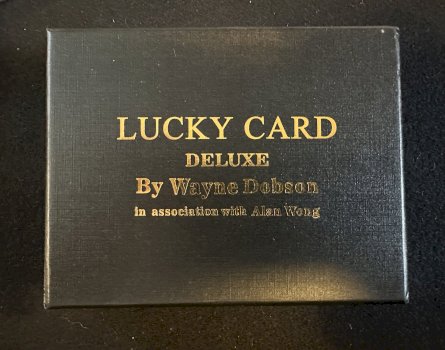 LUCKY CARD
DELUXE
By Wayne Dobson
in association with Alan Wong